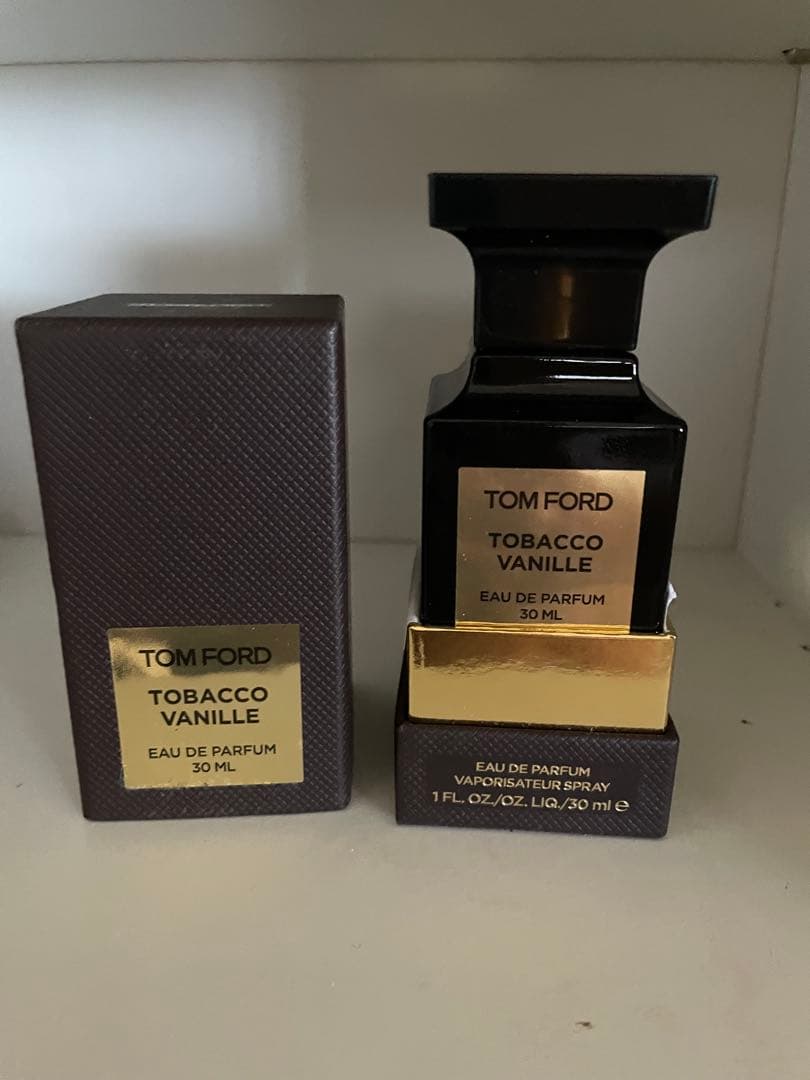 TOM FORD
TOBACCO
VANILLE
EAU DE PARFUM
30 ML
TOM FORD
TOBACCO
VANILLE
EAU DE PARFUM
30 ML
EAU DE PARFUM
VAPORISATEUR SPRAY
1 FL. OZ./OZ. LIQ./30 ml ℮